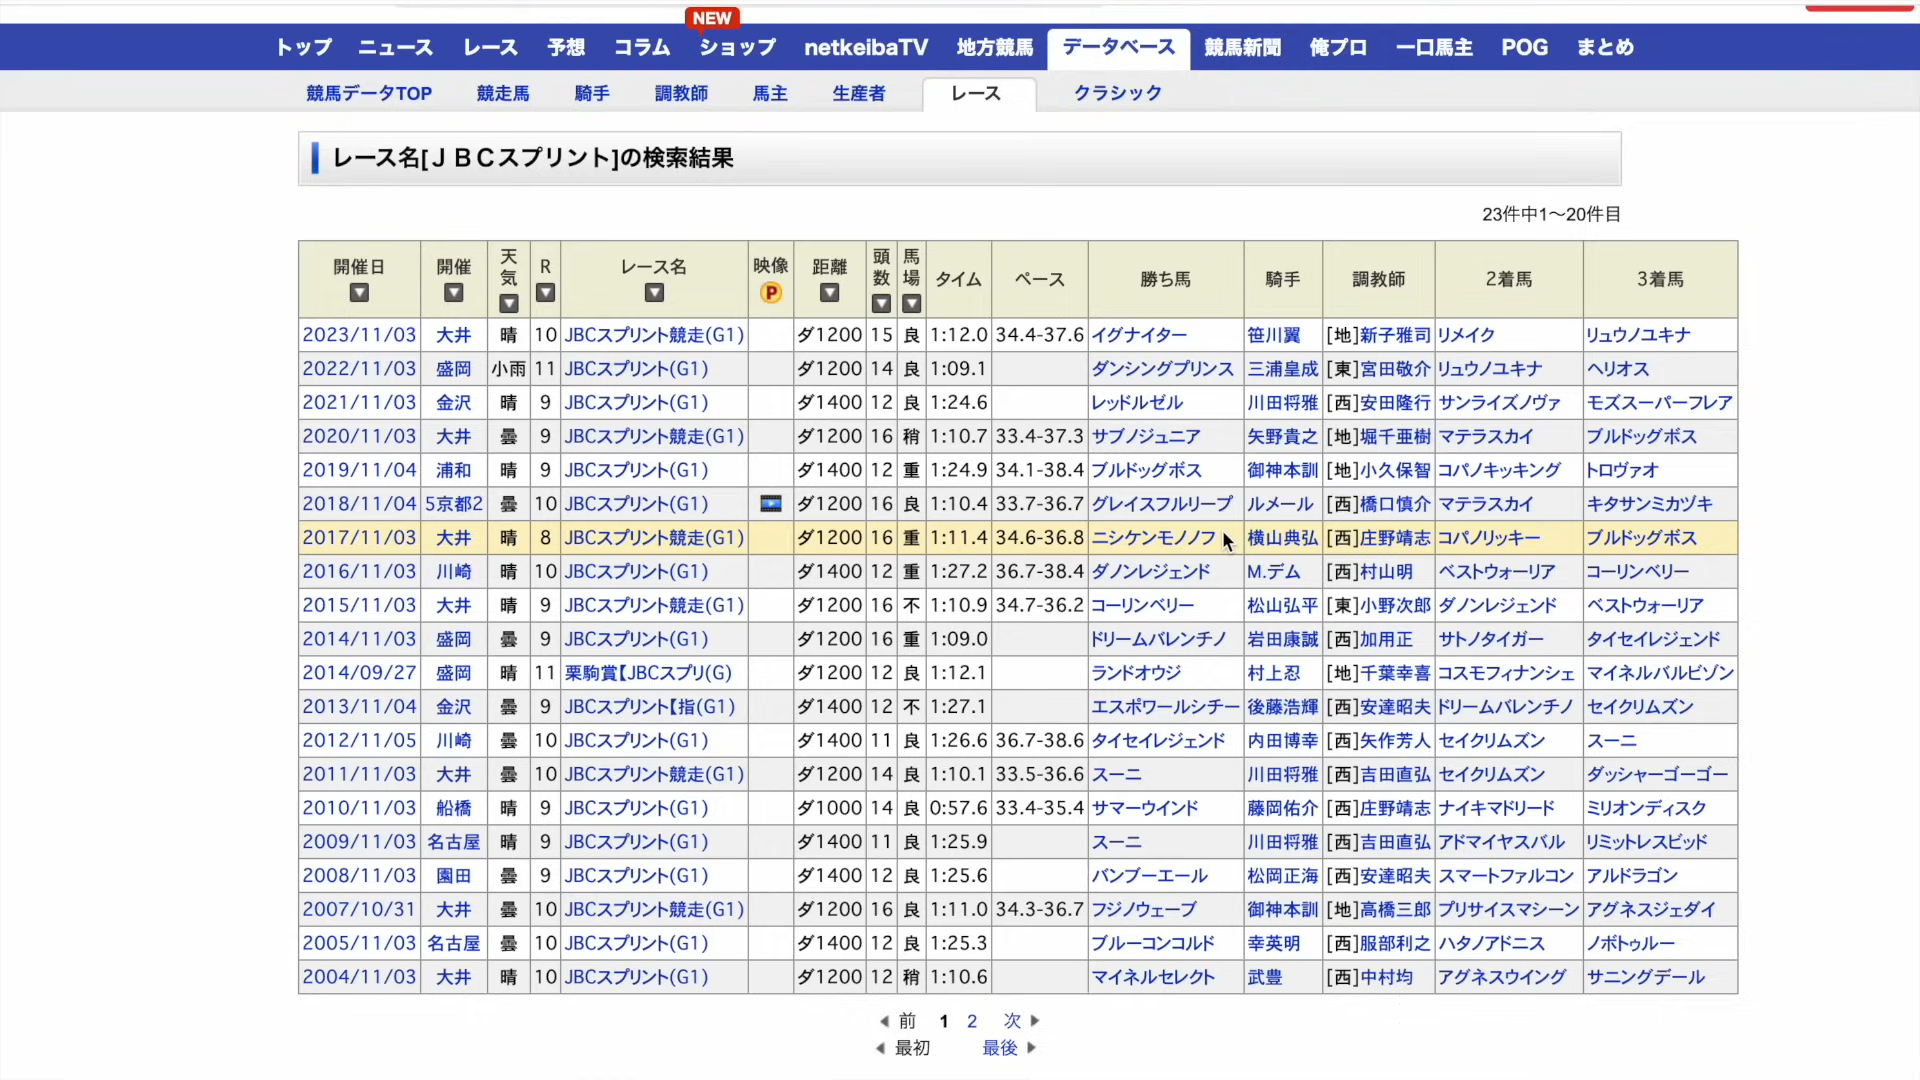 NEW
トップ ニュース レース 予想 コラム ショップ netkeibaTV 地方競馬 データベース 競馬新聞 俺プロ 一口馬主 POG まとめ
競馬データTOP 競走馬 騎手 調教師 馬主 生産者 レース クラシック
レース名[ＪＢＣスプリント]の検索結果
23件中1〜20件目
開催日 開催 天気 R レース名 映像 P 距離 頭数 馬場 タイム ペース 勝ち馬 騎手 調教師 2着馬 3着馬
2023/11/03 大井 晴 10 JBCスプリント競走(G1) ダ1200 15 良 1:12.0 34.4-37.6 イグナイター 笹川翼 [地]新子雅司 リメイク リュウノユキナ
2022/11/03 盛岡 小雨 11 JBCスプリント(G1) ダ1200 14 良 1:09.1 ダンシングプリンス 三浦皇成 [東]宮田敬介 リュウノユキナ ヘリオス
2021/11/03 金沢 晴 9 JBCスプリント(G1) ダ1400 12 良 1:24.6 レッドルゼル 川田将雅 [西]安田隆行 サンライズノヴァ モズスーパーフレア
2020/11/03 大井 曇 9 JBCスプリント競走(G1) ダ1200 16 稍 1:10.7 33.4-37.3 サブノジュニア 矢野貴之 [地]堀千亜樹 マテラスカイ ブルドッグボス
2019/11/04 浦和 晴 9 JBCスプリント(G1) ダ1400 12 重 1:24.9 34.1-38.4 ブルドッグボス 御神本訓 [地]小久保智 コパノキッキング トロヴァオ
2018/11/04 5京都2 曇 10 JBCスプリント(G1) ダ1200 16 良 1:10.4 33.7-36.7 グレイスフルリープ ルメール [西]橋口慎介 マテラスカイ キタサンミカヅキ
2017/11/03 大井 晴 8 JBCスプリント競走(G1) ダ1200 16 重 1:11.4 34.6-36.8 ニシケンモノノフ 横山典弘 [西]庄野靖志 コパノリッキー ブルドッグボス
2016/11/03 川崎 晴 10 JBCスプリント(G1) ダ1400 12 重 1:27.2 36.7-38.4 ダノンレジェンド M.デム [西]村山明 ベストウォーリア コーリンベリー
2015/11/03 大井 晴 9 JBCスプリント競走(G1) ダ1200 16 不 1:10.9 34.7-36.2 コーリンベリー 松山弘平 [東]小野次郎 ダノンレジェンド ベストウォーリア
2014/11/03 盛岡 曇 9 JBCスプリント(G1) ダ1200 16 重 1:09.0 ドリームバレンチノ 岩田康誠 [西]加用正 サトノタイガー タイセイレジェンド
2014/09/27 盛岡 晴 11 栗駒賞【JBCスプリ(G) ダ1200 12 良 1:12.1 ランドオウジ 村上忍 [地]千葉幸喜 コスモフィナンシェ マイネルバルビゾン
2013/11/04 金沢 曇 9 JBCスプリント【指(G1) ダ1400 12 不 1:27.1 エスポワールシチー 後藤浩輝 [西]安達昭夫 ドリームバレンチノ セイクリムズン
2012/11/05 川崎 曇 10 JBCスプリント(G1) ダ1400 11 良 1:26.6 36.7-38.6 タイセイレジェンド 内田博幸 [西]矢作芳人 セイクリムズン スーニ
2011/11/03 大井 曇 10 JBCスプリント競走(G1) ダ1200 14 良 1:10.1 33.5-36.6 スーニ 川田将雅 [西]吉田直弘 セイクリムズン ダッシャーゴーゴー
2010/11/03 船橋 晴 9 JBCスプリント(G1) ダ1000 14 良 0:57.6 33.4-35.4 サマーウインド 藤岡佑介 [西]庄野靖志 ナイキマドリード ミリオンディスク
2009/11/03 名古屋 晴 9 JBCスプリント(G1) ダ1400 11 良 1:25.9 スーニ 川田将雅 [西]吉田直弘 アドマイヤスバル リミットレスビッド
2008/11/03 園田 曇 9 JBCスプリント(G1) ダ1400 12 良 1:25.6 バンブーエール 松岡正海 [西]安達昭夫 スマートファルコン アルドラゴン
2007/10/31 大井 曇 10 JBCスプリント競走(G1) ダ1200 16 良 1:11.0 34.3-36.7 フジノウェーブ 御神本訓 [地]高橋三郎 プリサイスマシーン アグネスジェダイ
2005/11/03 名古屋 曇 10 JBCスプリント(G1) ダ1400 12 良 1:25.3 ブルーコンコルド 幸英明 [西]服部利之 ハタノアドニス ノボトゥルー
2004/11/03 大井 晴 10 JBCスプリント(G1) ダ1200 12 稍 1:10.6 マイネルセレクト 武豊 [西]中村均 アグネスウイング サニングデール
前 1 2 次
最初 最後